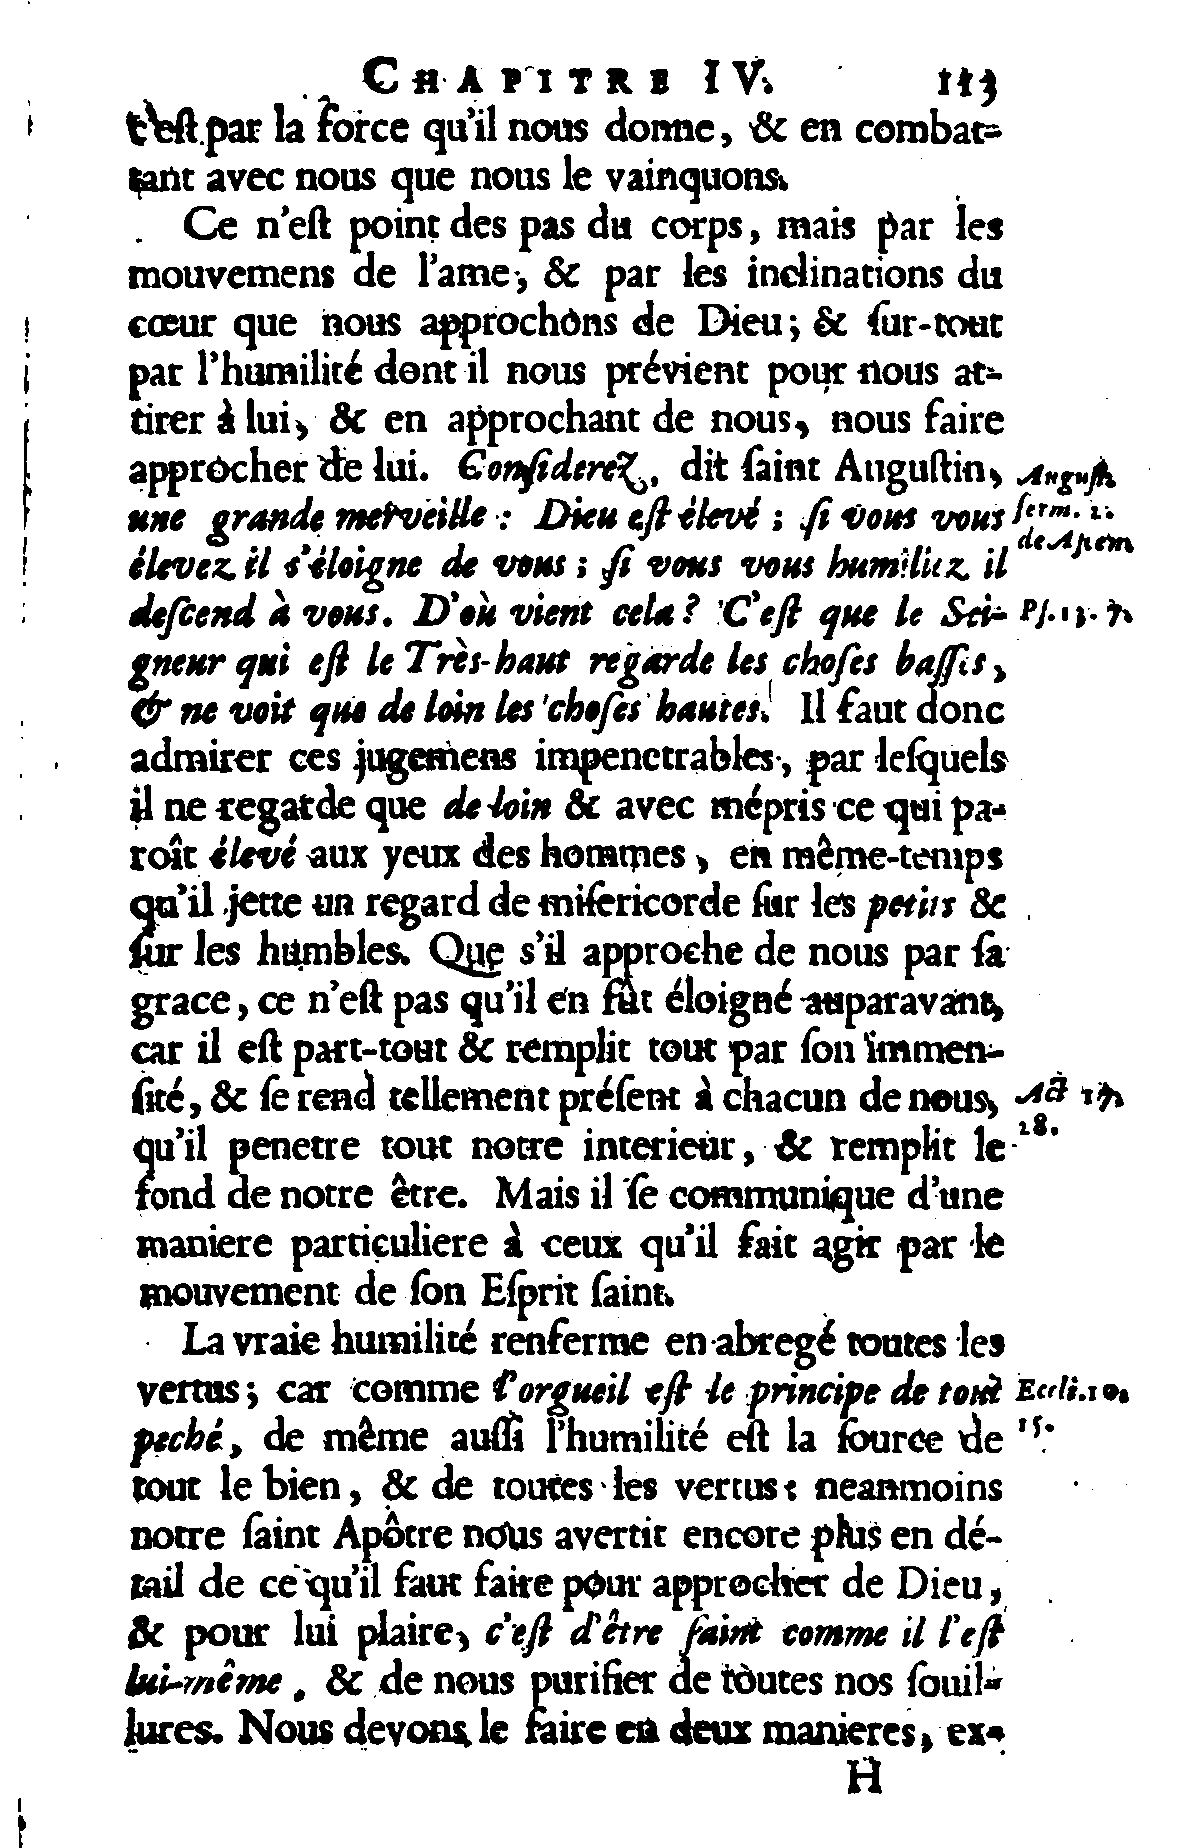 CHAPITRE IV. 113
c'eſt par la force qu'il nous donne, & en combat-
tant avec nous que nous le vainquons.
Ce n'eſt point des pas du corps, mais par les
mouvemens de l'ame, & par les inclinations du
cœur que nous approchons de Dieu; & ſur-tout
par l'humilité dont il nous prévient pour nous at-
tirer à lui, & en approchant de nous, nous faire
approcher de lui. Conſiderez, dit ſaint Auguſtin,
une grande merveille : Dieu eſt élevé ; ſi vous vous
élevez il s'éloigne de vous ; ſi vous vous humiliez il
deſcend à vous. D'où vient cela ? C'eſt que le Sei-
gneur qui eſt le Très-haut regarde les choſes baſſes,
& ne voit que de loin les choſes hautes. Il faut donc
admirer ces jugemens impenetrables, par leſquels
il ne regarde que de loin & avec mépris ce qui pa-
roît élevé aux yeux des hommes, en même-temps
qu'il jette un regard de miſericorde ſur les petits &
ſur les humbles. Que s'il approche de nous par ſa
grace, ce n'eſt pas qu'il en fût éloigné auparavant,
car il eſt part-tout & remplit tout par ſon immen-
ſité, & ſe rend tellement préſent à chacun de nous,
qu'il penetre tout notre interieur, & remplit le
fond de notre être. Mais il ſe communique d'une
maniere particuliere à ceux qu'il fait agir par le
mouvement de ſon Eſprit ſaint.
La vraie humilité renferme en abregé toutes les
vertus; car comme l'orgueil eſt le principe de tout
peché, de même auſſi l'humilité eſt la ſource de
tout le bien, & de toutes les vertus : neanmoins
notre ſaint Apôtre nous avertit encore plus en dé-
tail de ce qu'il faut faire pour approcher de Dieu,
& pour lui plaire, c'eſt d'être ſaint comme il l'eſt
lui-même, & de nous purifier de toutes nos ſouil-
lures. Nous devons le faire en deux manieres, ex-
H
Auguſt.
ſerm. 2.
de Aſcen.
Pſ. 13. 7.
Act 17.
28.
Eccli. 10.
15.